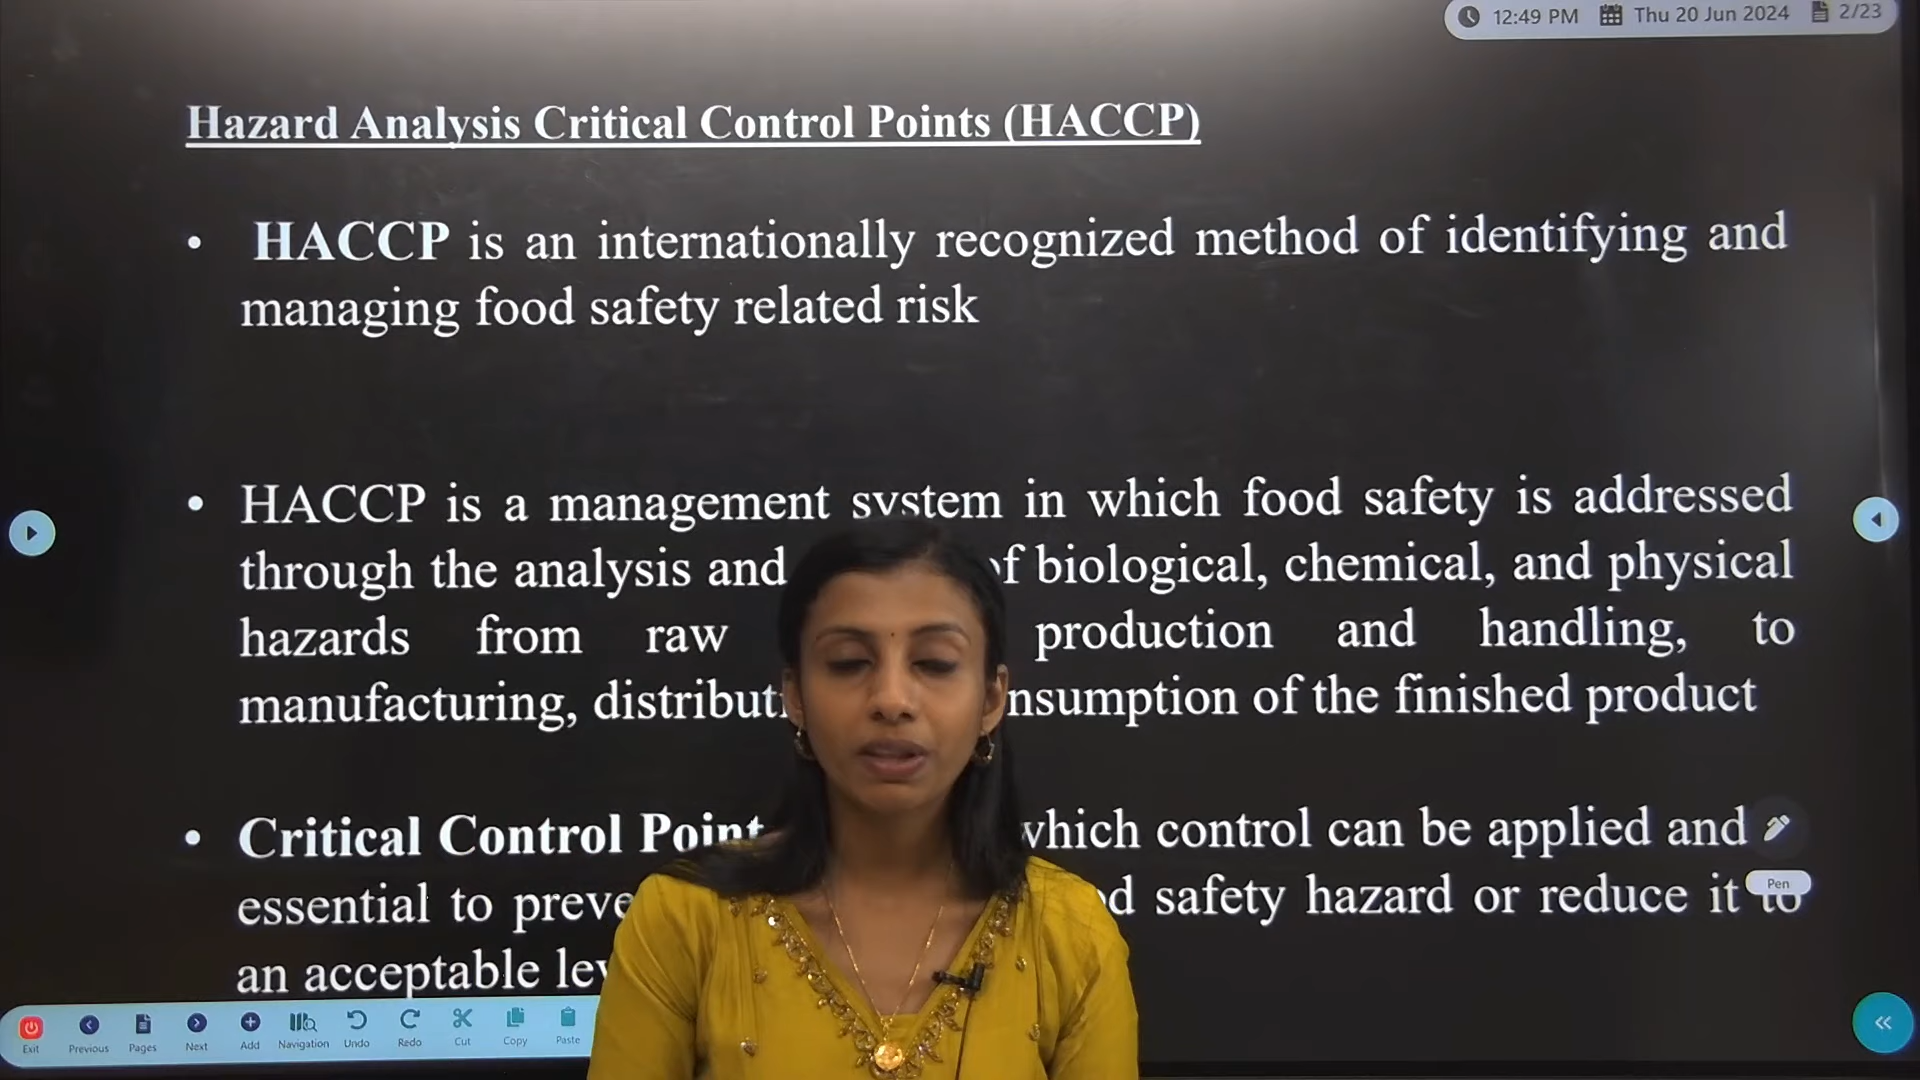 12:49 PM Thu 20 Jun 2024 2/23
Hazard Analysis Critical Control Points (HACCP)
• HACCP is an internationally recognized method of identifying and
managing food safety related risk
• HACCP is a management system in which food safety is addressed
through the analysis and of biological, chemical, and physical
hazards from raw production and handling, to
manufacturing, of the finished product
• Critical Control Point which control can be applied and
essential to safety hazard or reduce it to
an acceptable
Pen
Exit Previous Pages Next Add Navigation Undo Redo Cut Copy Paste